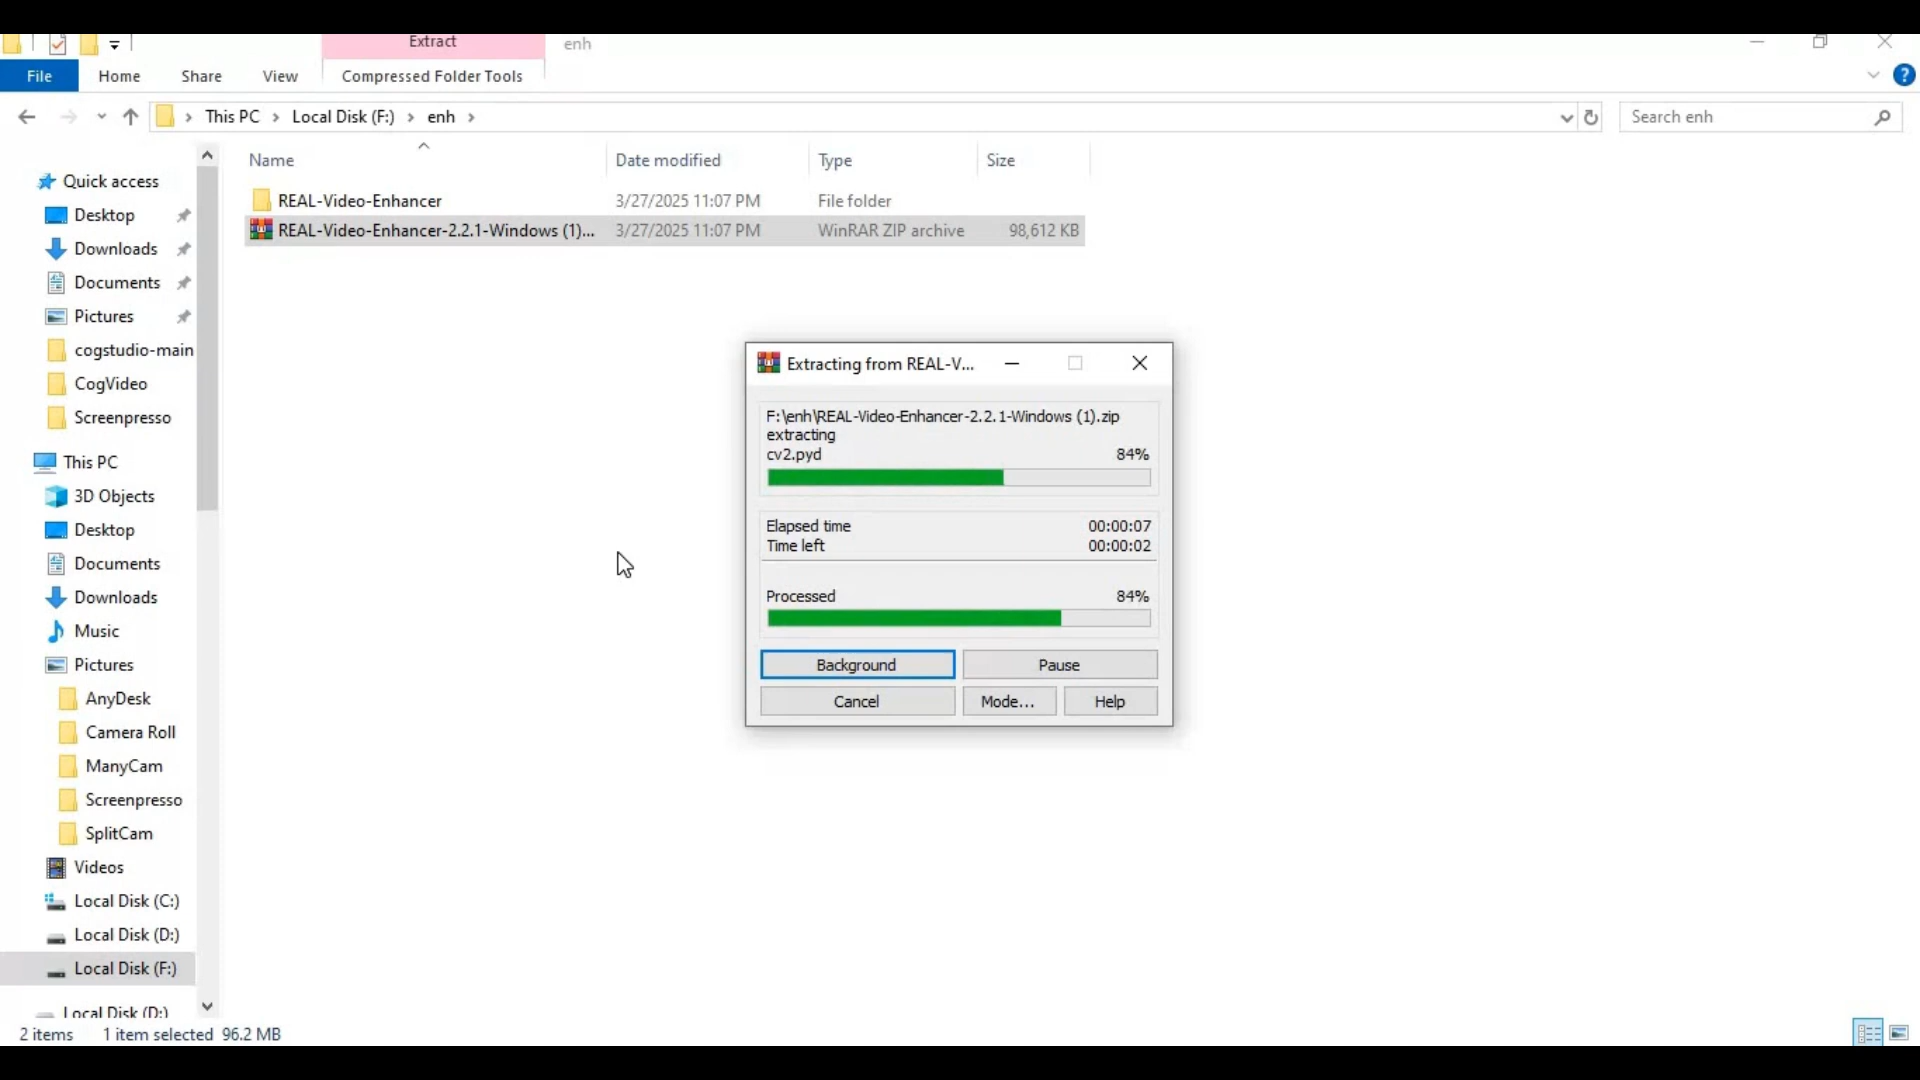 Extract
enh
File
Home
Share
View
Compressed Folder Tools
?
This PC
Local Disk (F:)
enh
Search enh
Name
Date modified
Type
Size
REAL-Video-Enhancer
3/27/2025 11:07 PM
File folder
REAL-Video-Enhancer-2.2.1-Windows (1)...
3/27/2025 11:07 PM
WinRAR ZIP archive
98,612 KB
Quick access
Desktop
Downloads
Documents
Pictures
cogstudio-main
CogVideo
Screenpresso
This PC
3D Objects
Desktop
Documents
Downloads
Music
Pictures
AnyDesk
Camera Roll
ManyCam
Screenpresso
SplitCam
Videos
Local Disk (C:)
Local Disk (D:)
Local Disk (F:)
Local Disk (D:)
Extracting from REAL-V...
F:\enh\REAL-Video-Enhancer-2.2.1-Windows (1).zip
extracting
cv2.pyd 84%
Elapsed time 00:00:07
Time left 00:00:02
Processed 84%
Background
Pause
Cancel
Mode...
Help
2 items 1 item selected 96.2 MB